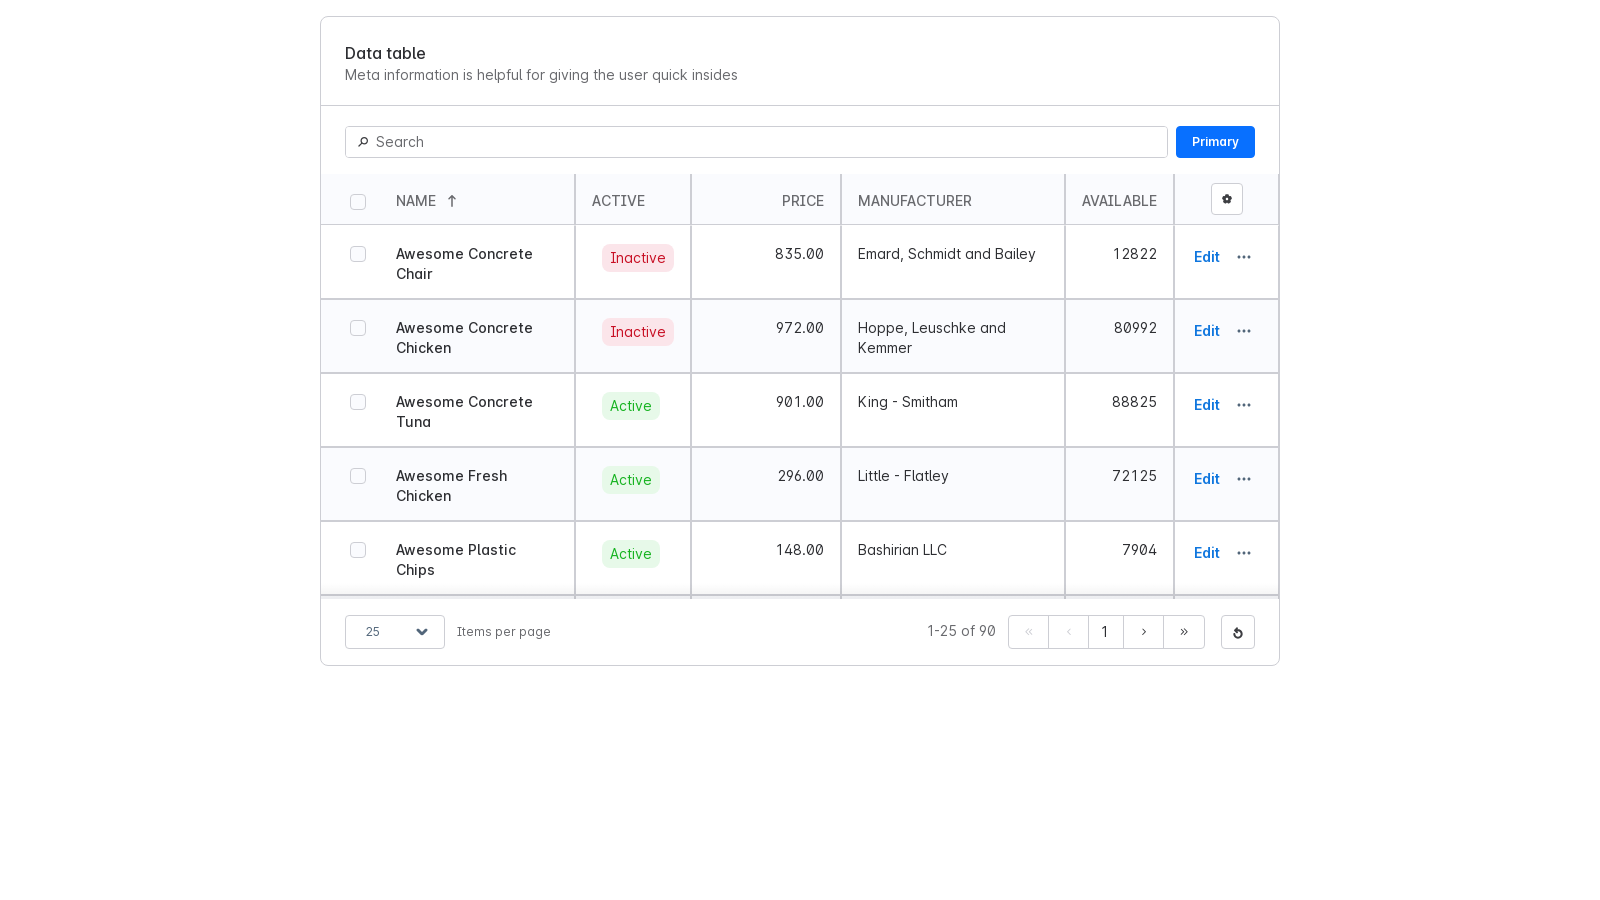 Data table
Meta information is helpful for giving the user quick insides
Search
Primary
NAME ACTIVE PRICE MANUFACTURER AVAILABLE
Awesome Concrete Chair Inactive 835.00 Emard, Schmidt and Bailey 12822 Edit
Awesome Concrete Chicken Inactive 972.00 Hoppe, Leuschke and Kemmer 80992 Edit
Awesome Concrete Tuna Active 901.00 King - Smitham 88825 Edit
Awesome Fresh Chicken Active 296.00 Little - Flatley 72125 Edit
Awesome Plastic Chips Active 148.00 Bashirian LLC 7904 Edit
25 Items per page 1-25 of 90 « ‹ 1 › »